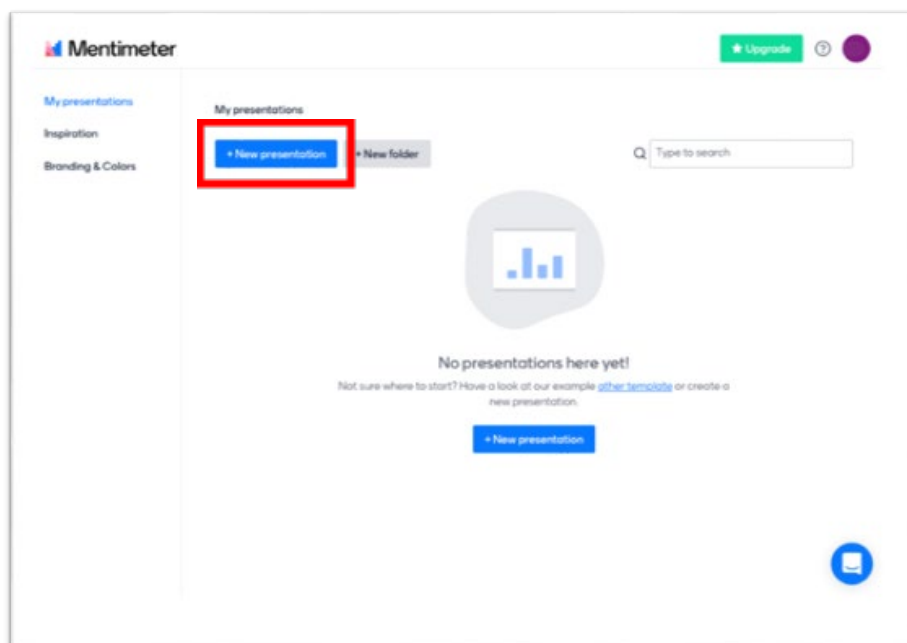 Mentimeter
Upgrade
My presentations
Inspiration
Branding & Colors
My presentations
+ New presentation
+ New folder
Type to search
No presentations here yet!
Not sure where to start? Have a look at our example other template or create a
new presentation.
+ New presentation